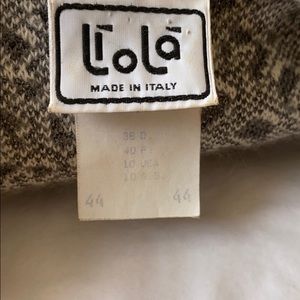 liolà
MADE IN ITALY
38 D.
40 F.
10 USA
44 44